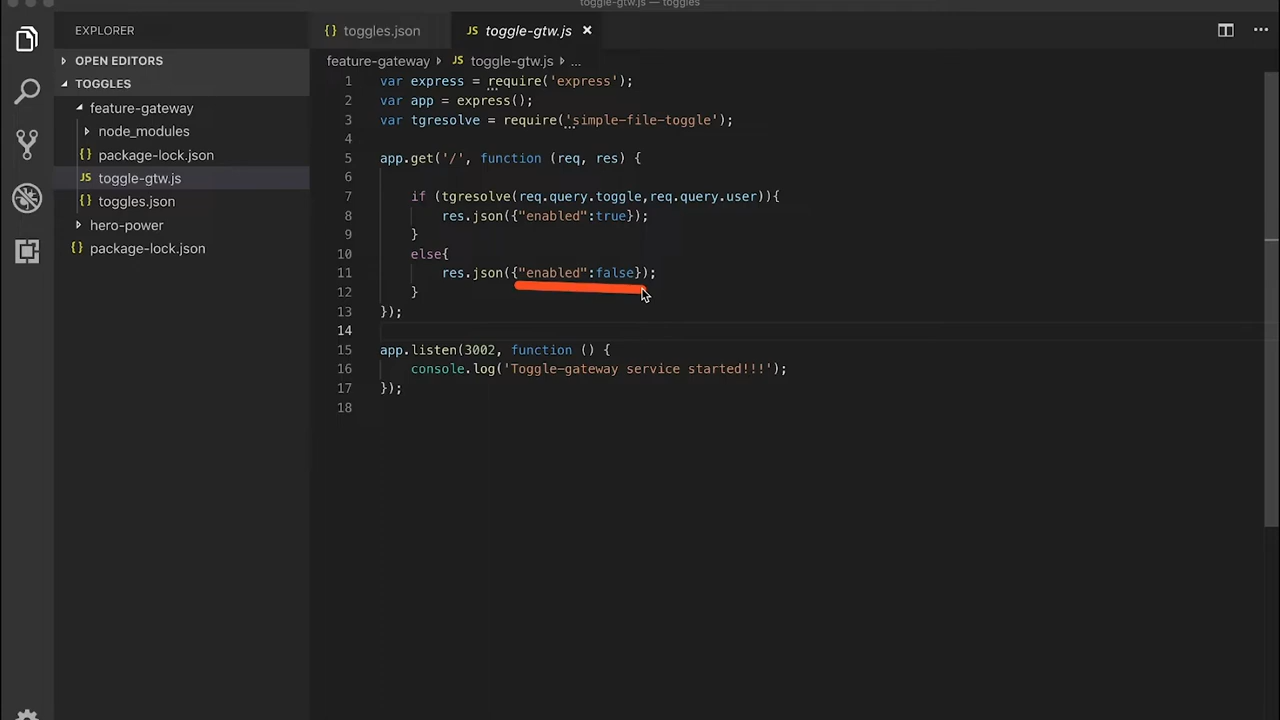 toggle-gtw.js — toggles
EXPLORER
OPEN EDITORS
TOGGLES
feature-gateway
node_modules
{} package-lock.json
JS toggle-gtw.js
{} toggles.json
hero-power
{} package-lock.json
{} toggles.json
JS toggle-gtw.js ×
feature-gateway JS toggle-gtw.js ...
1 var express = require('express');
2 var app = express();
3 var tgresolve = require('simple-file-toggle');
4
5 app.get('/', function (req, res) {
6
7 if (tgresolve(req.query.toggle,req.query.user)){
8 res.json({"enabled":true});
9 }
10 else{
11 res.json({"enabled":false});
12 }
13 });
14
15 app.listen(3002, function () {
16 console.log('Toggle-gateway service started!!!');
17 });
18